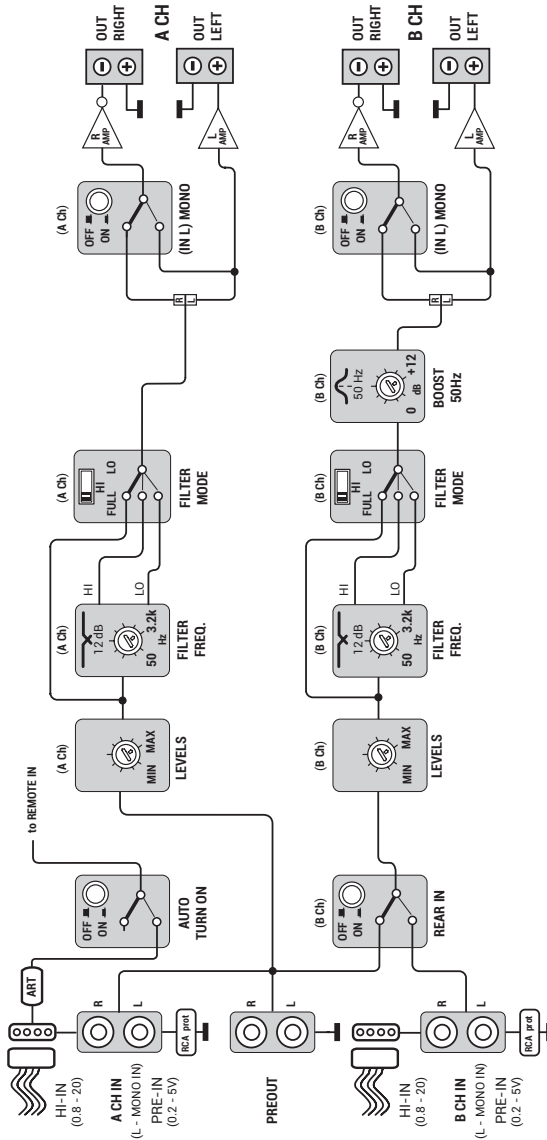 HI-IN
(0.8 - 20)
A CH IN
(L - MONO IN)
PRE-IN
(0.2 - 5V)
R
L
RCA prot
ART
to REMOTE IN
OFF
ON
AUTO
TURN ON
(A Ch)
MIN MAX
LEVELS
(A Ch)
12 dB
50 Hz 3.2k
FILTER
FREQ.
HI
LO
(A Ch)
HI
FULL LO
FILTER
MODE
R
L
(A Ch)
OFF
ON
(IN L) MONO
R
AMP
L
AMP
OUT
RIGHT
A CH
OUT
LEFT
PREOUT
R
L
HI-IN
(0.8 - 20)
B CH IN
(L - MONO IN)
PRE-IN
(0.2 - 5V)
R
L
RCA prot
(B Ch)
OFF
ON
REAR IN
(B Ch)
MIN MAX
LEVELS
(B Ch)
12 dB
50 Hz 3.2k
FILTER
FREQ.
HI
LO
(B Ch)
HI
FULL LO
FILTER
MODE
(B Ch)
50 Hz
0 dB +12
BOOST
50Hz
R
L
(B Ch)
OFF
ON
(IN L) MONO
R
AMP
L
AMP
OUT
RIGHT
B CH
OUT
LEFT